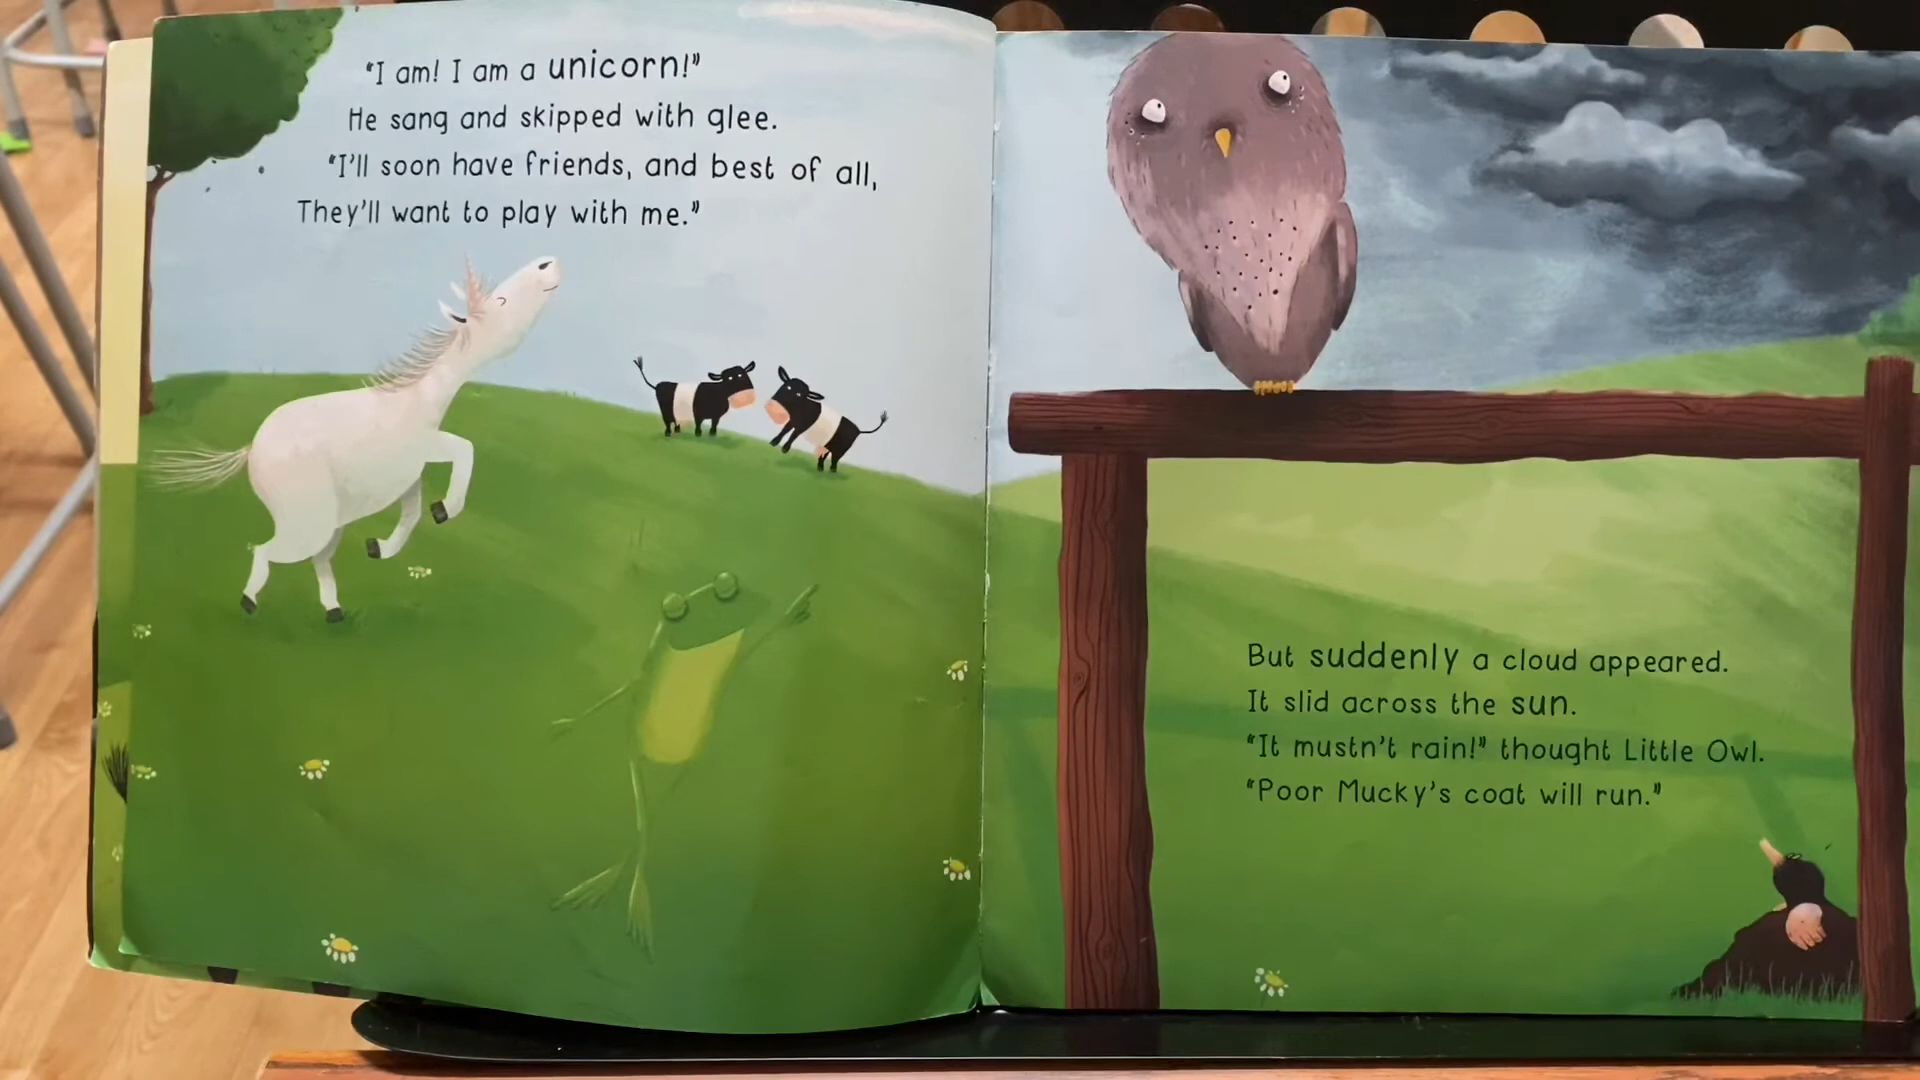 “I am! I am a unicorn!”
He sang and skipped with glee.
“I’ll soon have friends, and best of all,
They’ll want to play with me.”
But suddenly a cloud appeared.
It slid across the sun.
“It mustn’t rain!” thought Little Owl.
“Poor Mucky’s coat will run.”